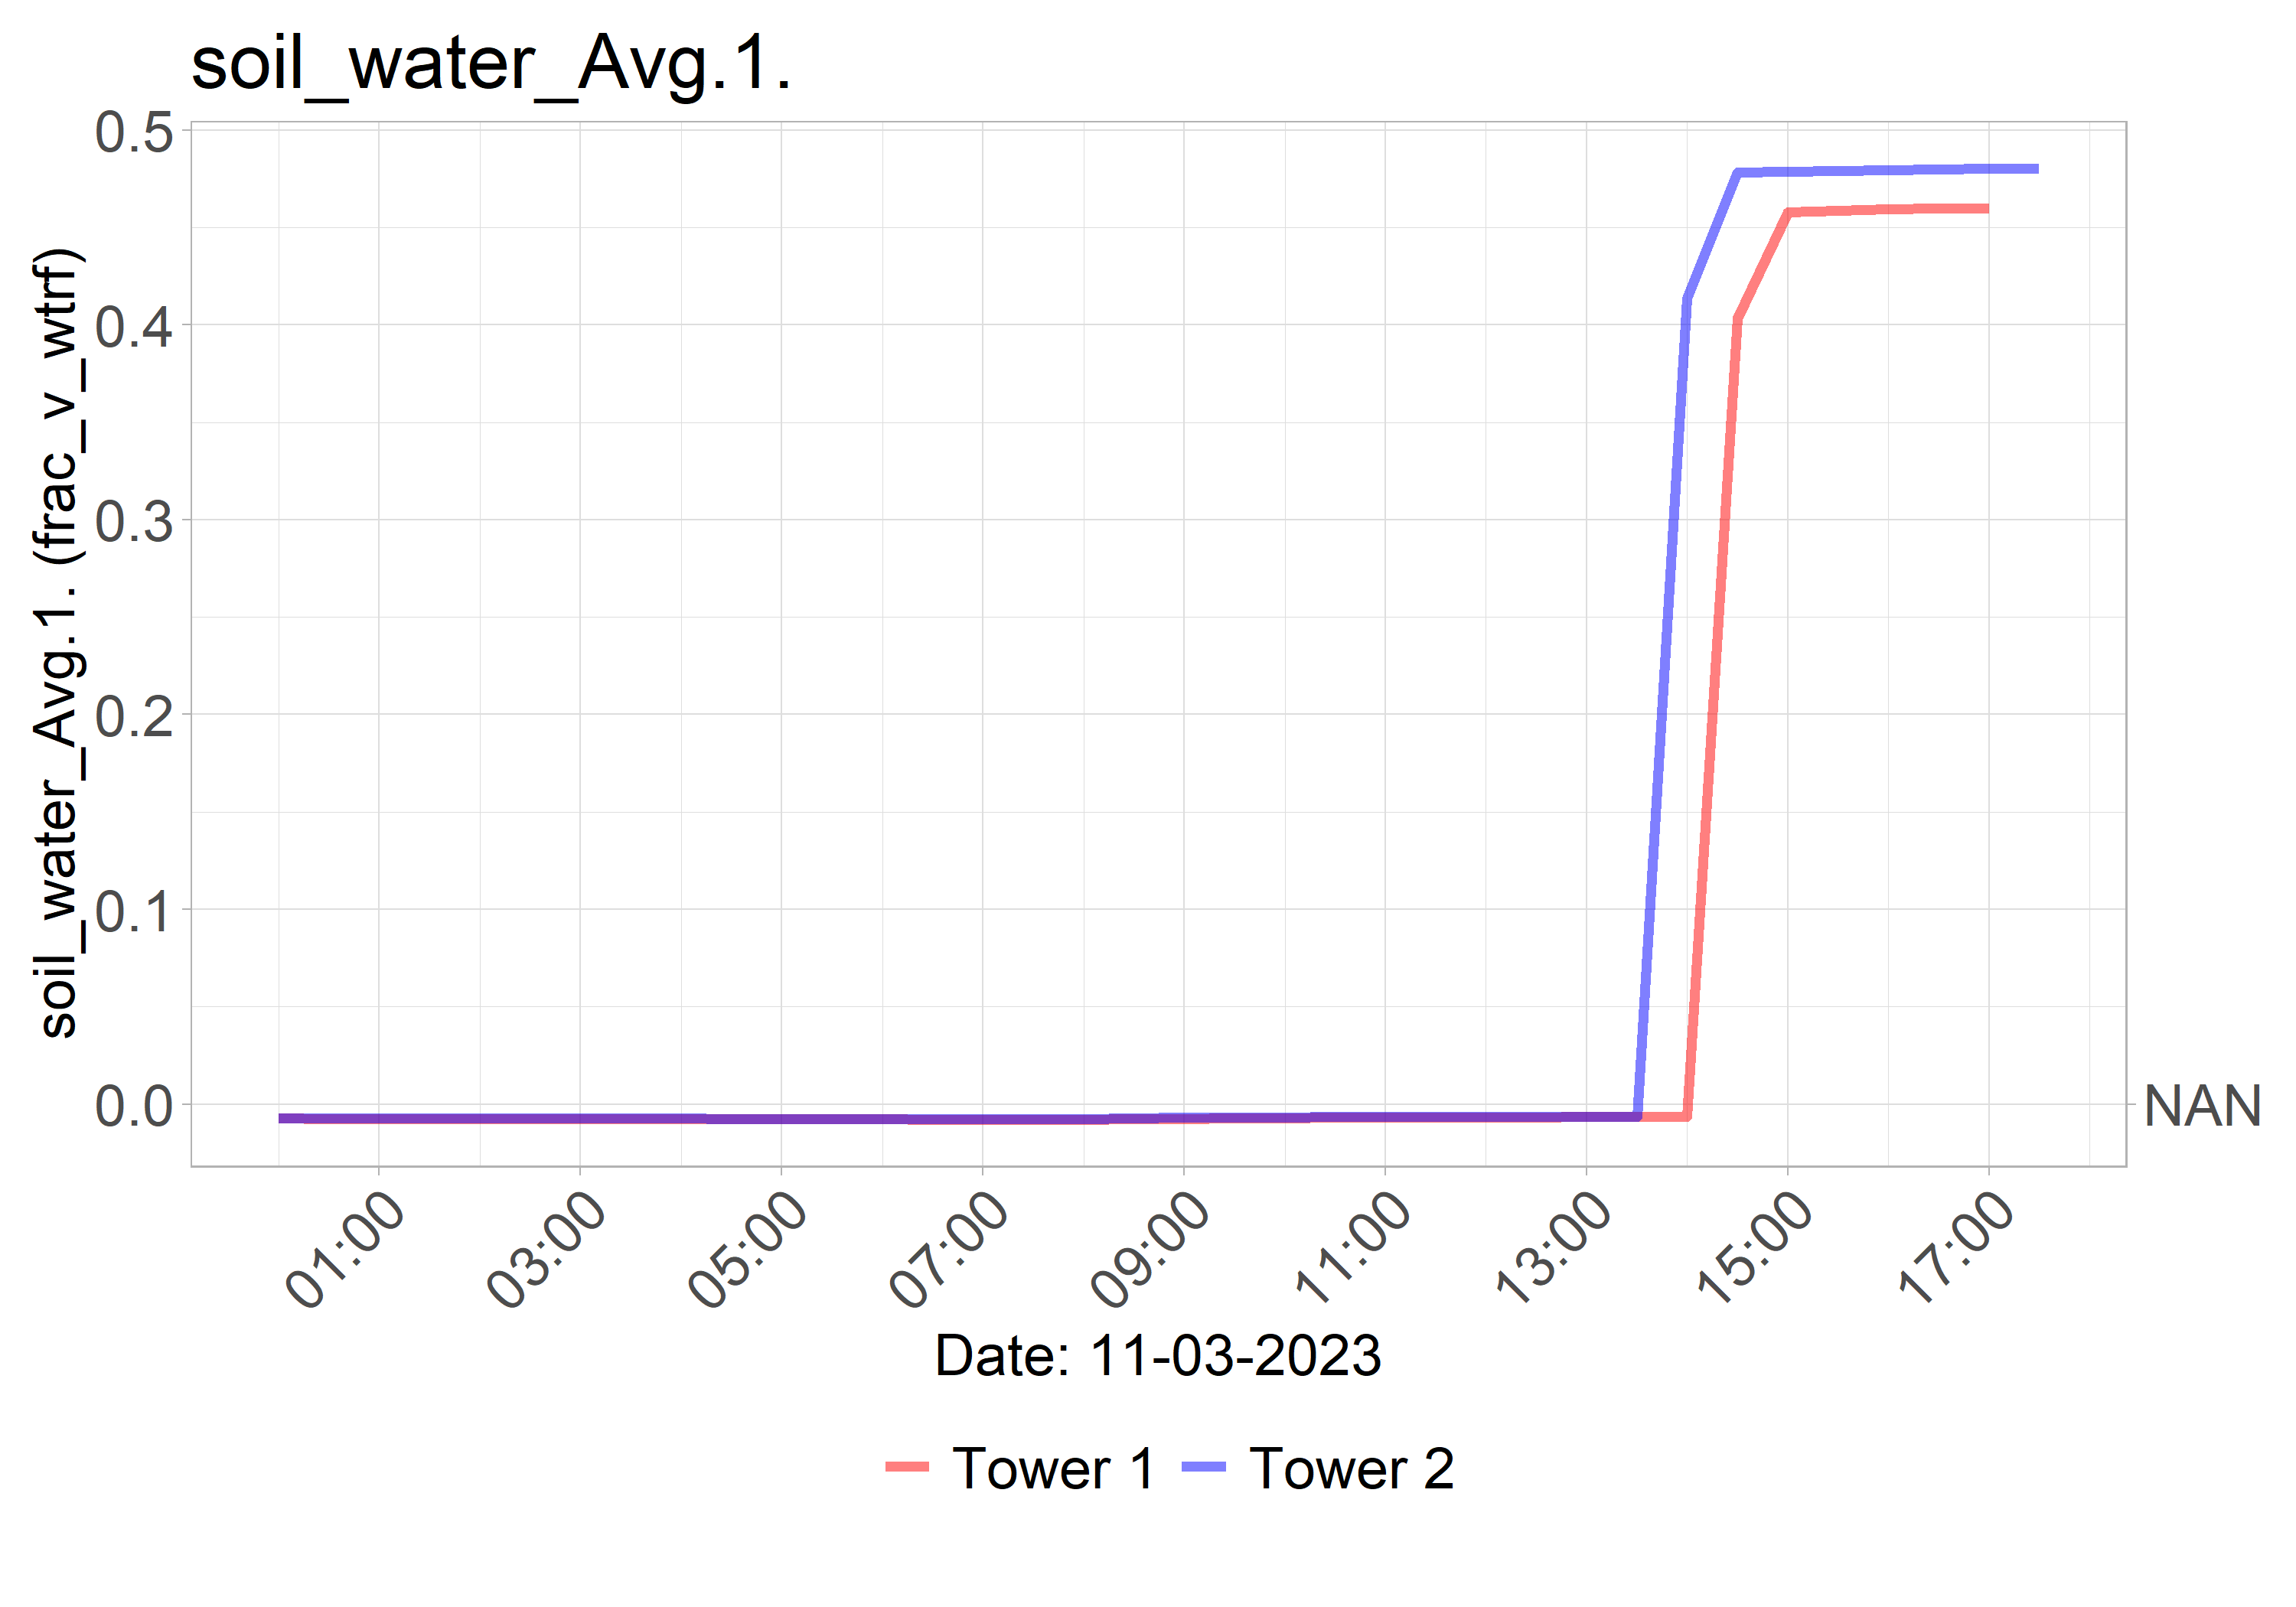 soil_water_Avg.1.
soil_water_Avg.1. (frac_v_wtrf)
0.5
0.4
0.3
0.2
0.1
0.0
NAN
01:00
03:00
05:00
07:00
09:00
11:00
13:00
15:00
17:00
Date: 11-03-2023
Tower 1
Tower 2